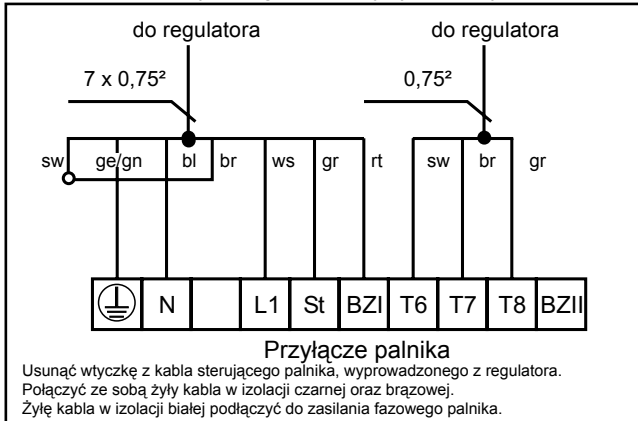 do regulatora do regulatora
7 x 0,75² 0,75²
sw ge/gn bl br ws gr rt sw br gr
N L1 St BZI T6 T7 T8 BZII
Przyłącze palnika
Usunąć wtyczkę z kabla sterującego palnika, wyprowadzonego z regulatora.
Połączyć ze sobą żyły kabla w izolacji czarnej oraz brązowej.
Żyłę kabla w izolacji białej podłączyć do zasilania fazowego palnika.